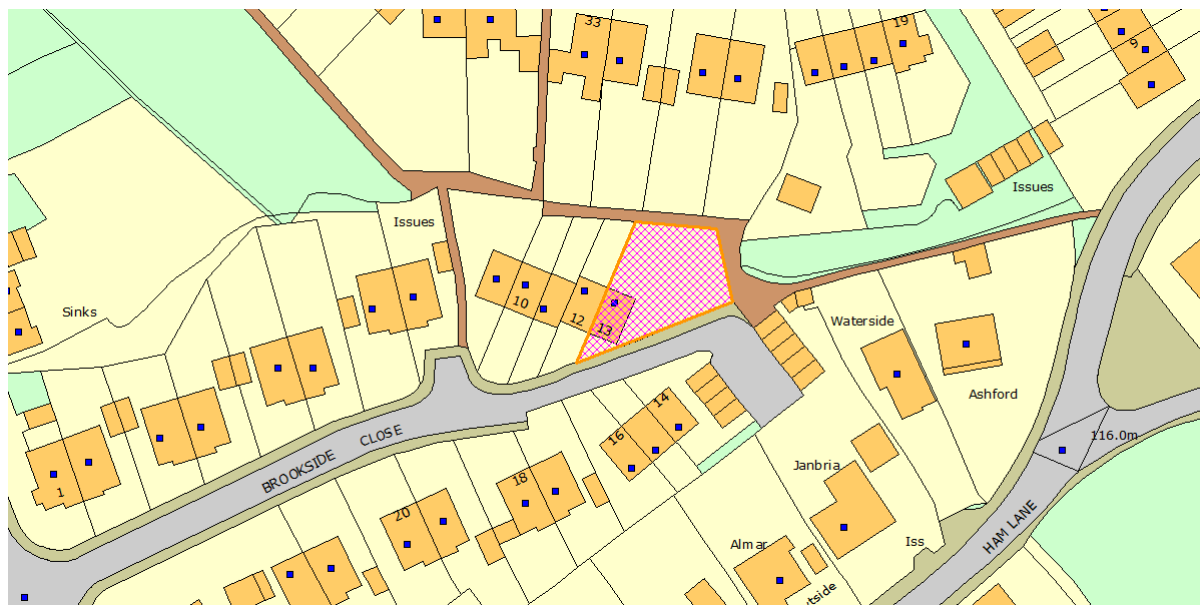 33
19
9
Issues
Issues
Sinks
10
12
13
Waterside
Ashford
BROOKSIDE CLOSE
14
16
116.0m
1
18
20
Janbria
HAM LANE
Almar
Iss
tside